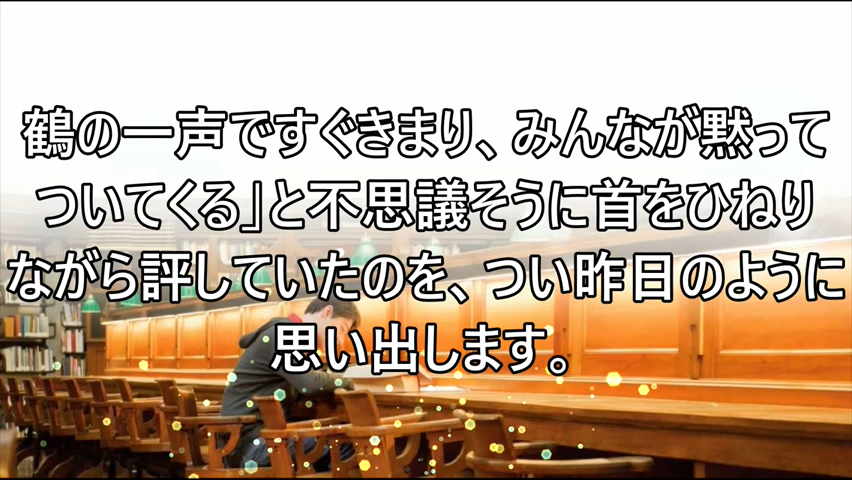 鶴の一声ですぐきまり、みんなが黙って
ついてくる」と不思議そうに首をひねり
ながら評していたのを、つい昨日のように
思い出します。